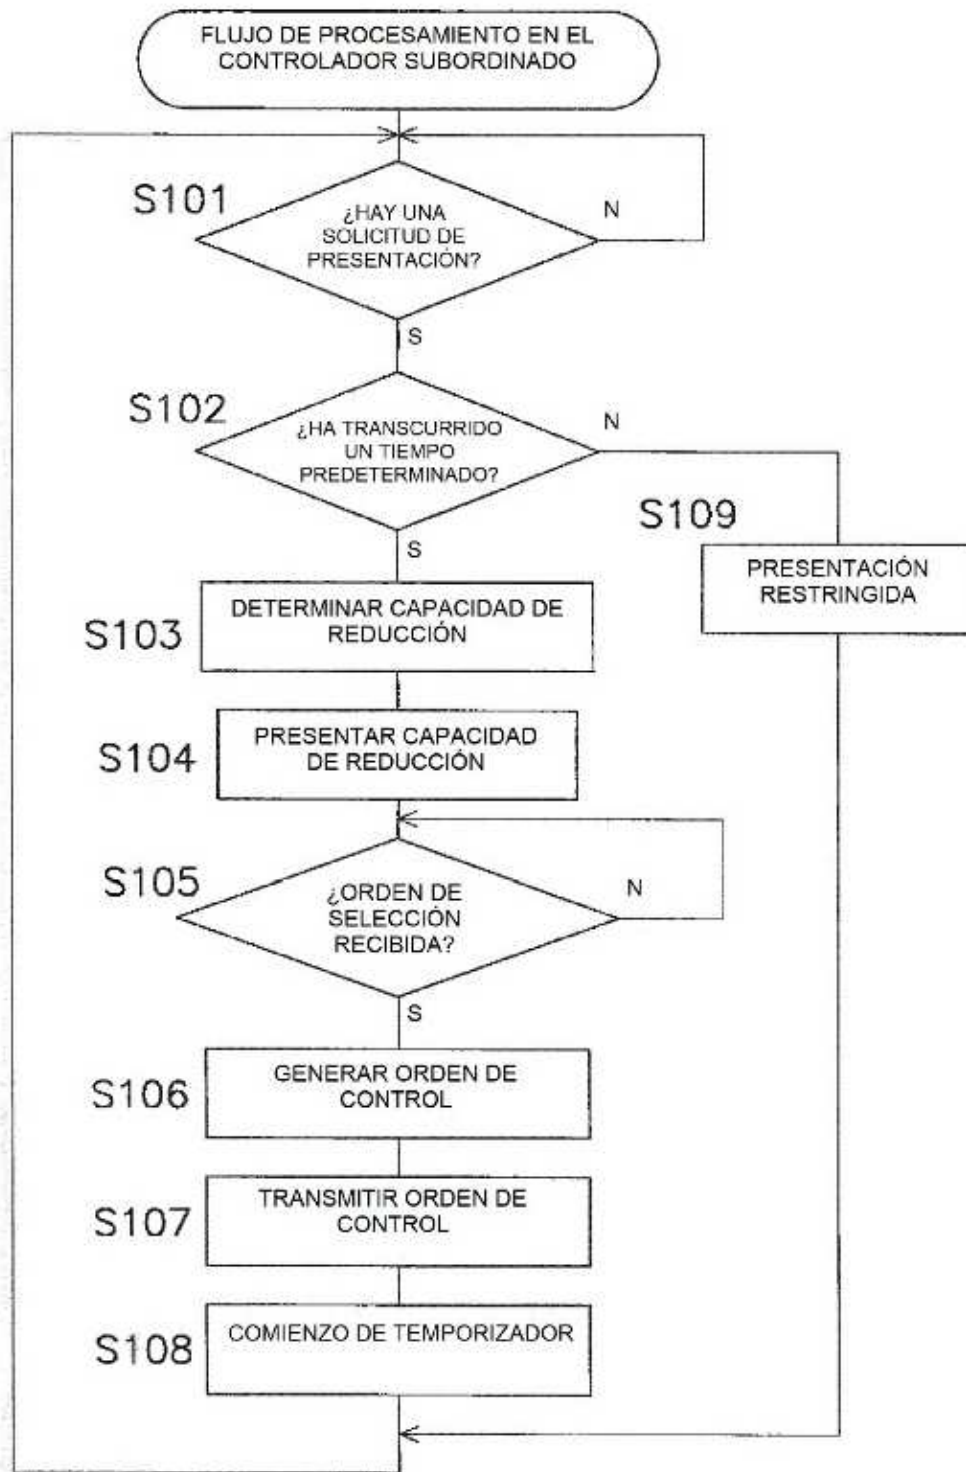 FLUJO DE PROCESAMIENTO EN EL
CONTROLADOR SUBORDINADO
S101
¿HAY UNA
SOLICITUD DE
PRESENTACIÓN?
N
S
S102
¿HA TRANSCURRIDO
UN TIEMPO
PREDETERMINADO?
N
S
S109
PRESENTACIÓN
RESTRINGIDA
S103
DETERMINAR CAPACIDAD DE
REDUCCIÓN
S104
PRESENTAR CAPACIDAD
DE REDUCCIÓN
S105
¿ORDEN DE
SELECCIÓN
RECIBIDA?
N
S
S106
GENERAR ORDEN DE
CONTROL
S107
TRANSMITIR ORDEN DE
CONTROL
S108
COMIENZO DE TEMPORIZADOR